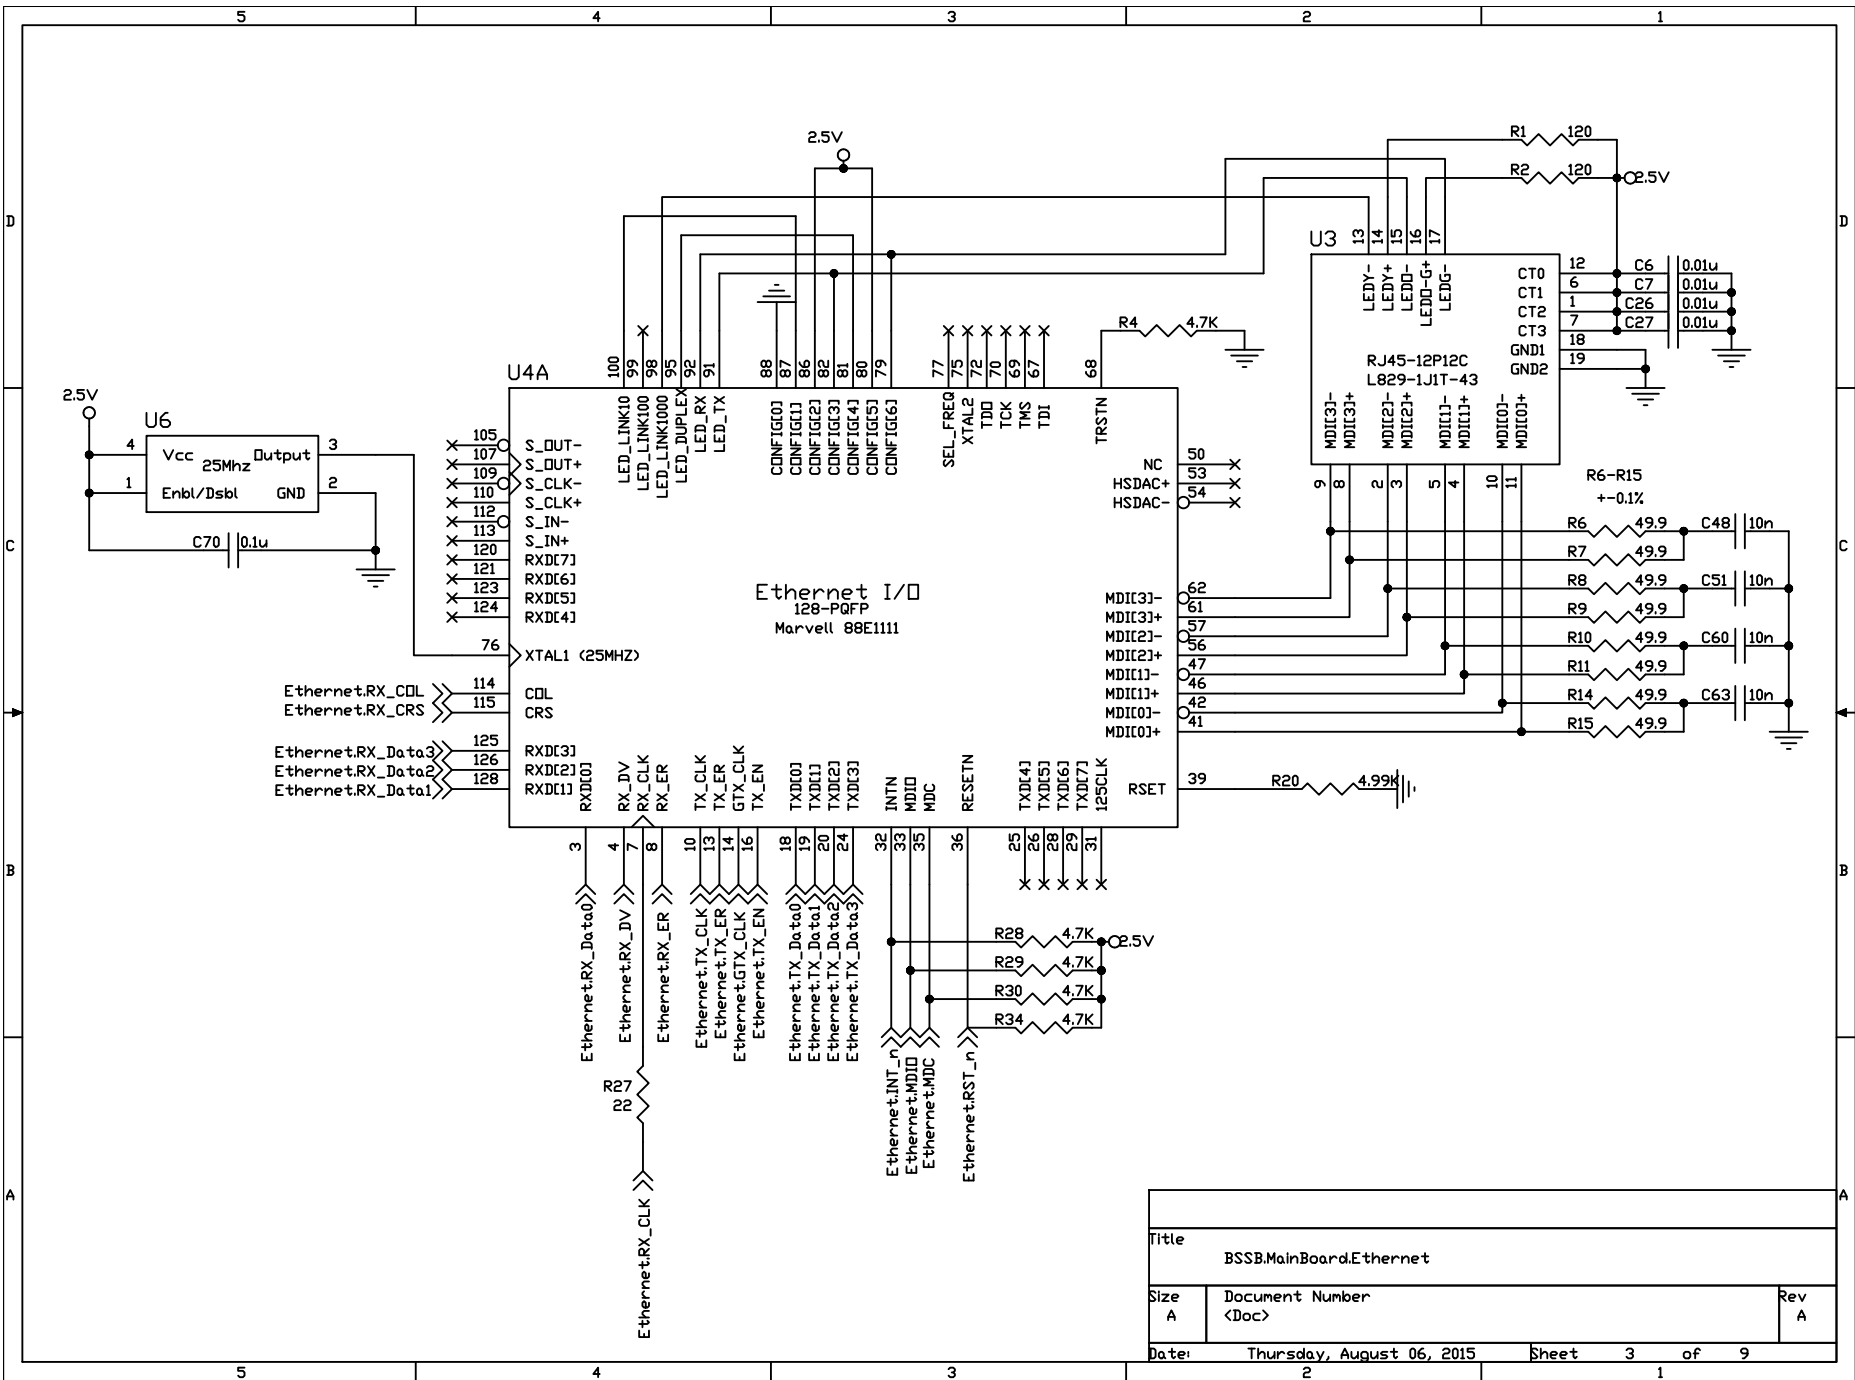 5 4 3 2 1
D
C
B
A
D
C
B
A
2.5V
R1 120
R2 120
2.5V
U3
13 14 15 16 17
LEDY-
LEDY+
LEDO-
LEDO-G+
LEDG-
CT0 12 C6 0.01u
CT1 6 C7 0.01u
CT2 1 C26 0.01u
CT3 7 C27 0.01u
GND1 18
GND2 19
RJ45-12P12C
L829-1J1T-43
MDI[3]-
MDI[3]+
MDI[2]-
MDI[2]+
MDI[1]-
MDI[1]+
MDI[0]-
MDI[0]+
9 8 2 3 5 4 10 11
R6-R15
+-0.1%
R6 49.9 C48 10n
R7 49.9
R8 49.9 C51 10n
R9 49.9
R10 49.9 C60 10n
R11 49.9
R14 49.9 C63 10n
R15 49.9
R4 4.7K
U4A
100 99 98 95 92 91
88 87 86 82 81 80 79
77 75 72 70 69 67
68
LED_LINK10
LED_LINK100
LED_LINK1000
LED_DUPLEX
LED_RX
LED_TX
CONFIG[0]
CONFIG[1]
CONFIG[2]
CONFIG[3]
CONFIG[4]
CONFIG[5]
CONFIG[6]
SEL_FREQ
XTAL2
TDO
TCK
TMS
TDI
TRSTN
2.5V
U6
4 Vcc
25Mhz
Output 3
1 Enbl/Dsbl
GND 2
C70 0.1u
105 S_OUT-
107 S_OUT+
109 S_CLK-
110 S_CLK+
112 S_IN-
113 S_IN+
120 RXD[7]
121 RXD[6]
123 RXD[5]
124 RXD[4]
76 XTAL1 (25MHZ)
Ethernet.RX_COL 114 COL
Ethernet.RX_CRS 115 CRS
Ethernet.RX_Data3 125 RXD[3]
Ethernet.RX_Data2 126 RXD[2]
Ethernet.RX_Data1 128 RXD[1]
Ethernet I/O
128-PQFP
Marvell 88E1111
NC 50
HSDAC+ 53
HSDAC- 54
MDI[3]- 62
MDI[3]+ 61
MDI[2]- 57
MDI[2]+ 56
MDI[1]- 47
MDI[1]+ 46
MDI[0]- 42
MDI[0]+ 41
RSET 39 R20 4.99K
RXD[0]
RX_DV
RX_CLK
RX_ER
TX_CLK
TX_ER
GTX_CLK
TX_EN
TXD[0]
TXD[1]
TXD[2]
TXD[3]
INTN
MDIO
MDC
RESETN
TXD[4]
TXD[5]
TXD[6]
TXD[7]
125CLK
3 4 7 8 10 13 14 16 18 19 20 24 32 33 35 36 25 26 28 29 31
Ethernet.RX_Data0
Ethernet.RX_DV
Ethernet.RX_ER
Ethernet.TX_CLK
Ethernet.TX_ER
Ethernet.GTX_CLK
Ethernet.TX_EN
Ethernet.TX_Data0
Ethernet.TX_Data1
Ethernet.TX_Data2
Ethernet.TX_Data3
R28 4.7K 2.5V
R29 4.7K
R30 4.7K
R34 4.7K
Ethernet.INT_n
Ethernet.MDIO
Ethernet.MDC
Ethernet.RST_n
R27
22
Ethernet.RX_CLK
Title
BSSB.MainBoard.Ethernet
Size Document Number Rev
A <Doc> A
Date: Thursday, August 06, 2015 Sheet 3 of 9
5 4 3 2 1